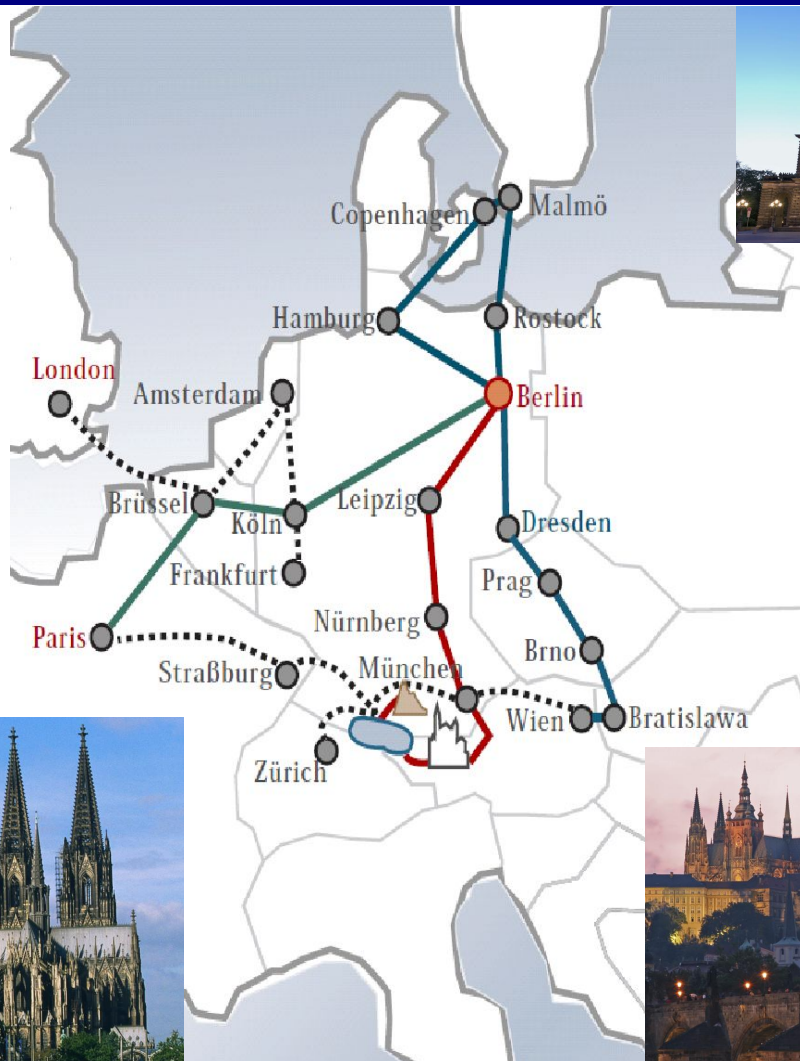 Copenhagen
Malmö
Hamburg
Rostock
London
Amsterdam
Berlin
Brüssel
Köln
Leipzig
Dresden
Frankfurt
Prag
Nürnberg
Paris
Brno
Straßburg
München
Wien
Bratislawa
Zürich